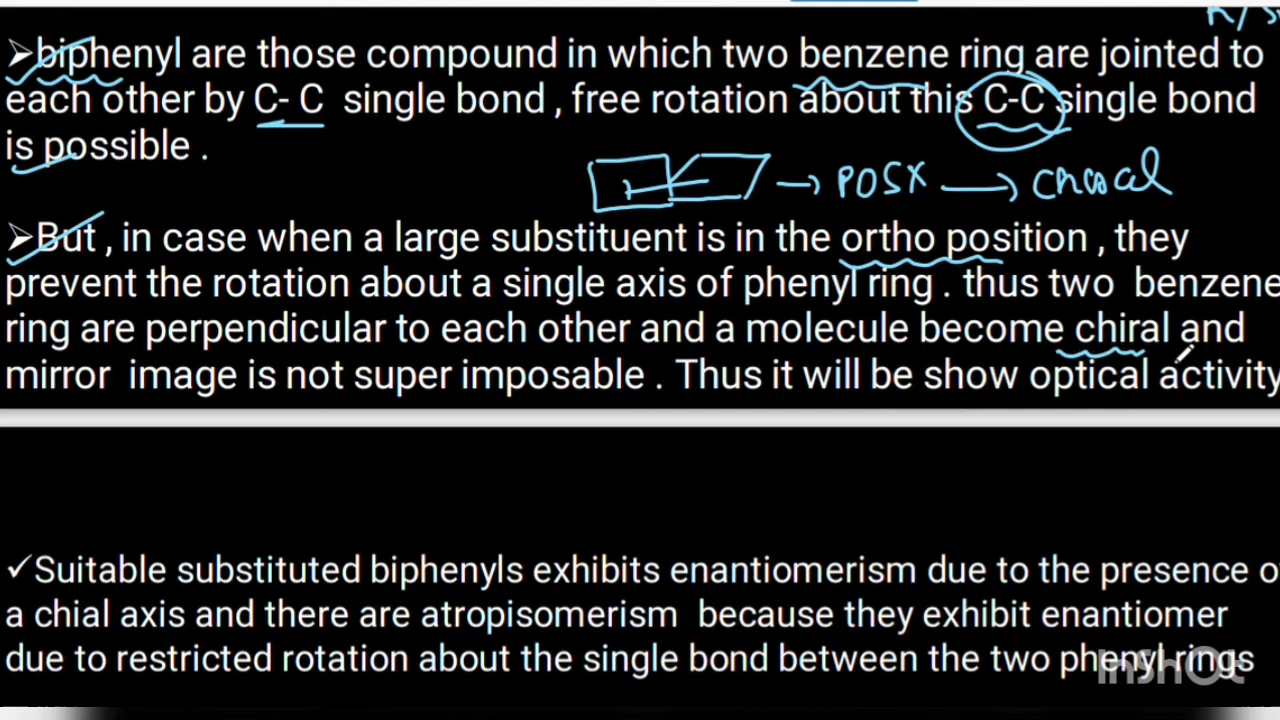 ➢biphenyl are those compound in which two benzene ring are jointed to
each other by C- C single bond , free rotation about this C-C single bond
is possible .
→ POSX →
➢But , in case when a large substituent is in the ortho position , they
prevent the rotation about a single axis of phenyl ring . thus two benzene
ring are perpendicular to each other and a molecule become chiral and
mirror image is not super imposable . Thus it will be show optical activity
✓Suitable substituted biphenyls exhibits enantiomerism due to the presence o
a chial axis and there are atropisomerism because they exhibit enantiomer
due to restricted rotation about the single bond between the two phenyl rings
InShOt